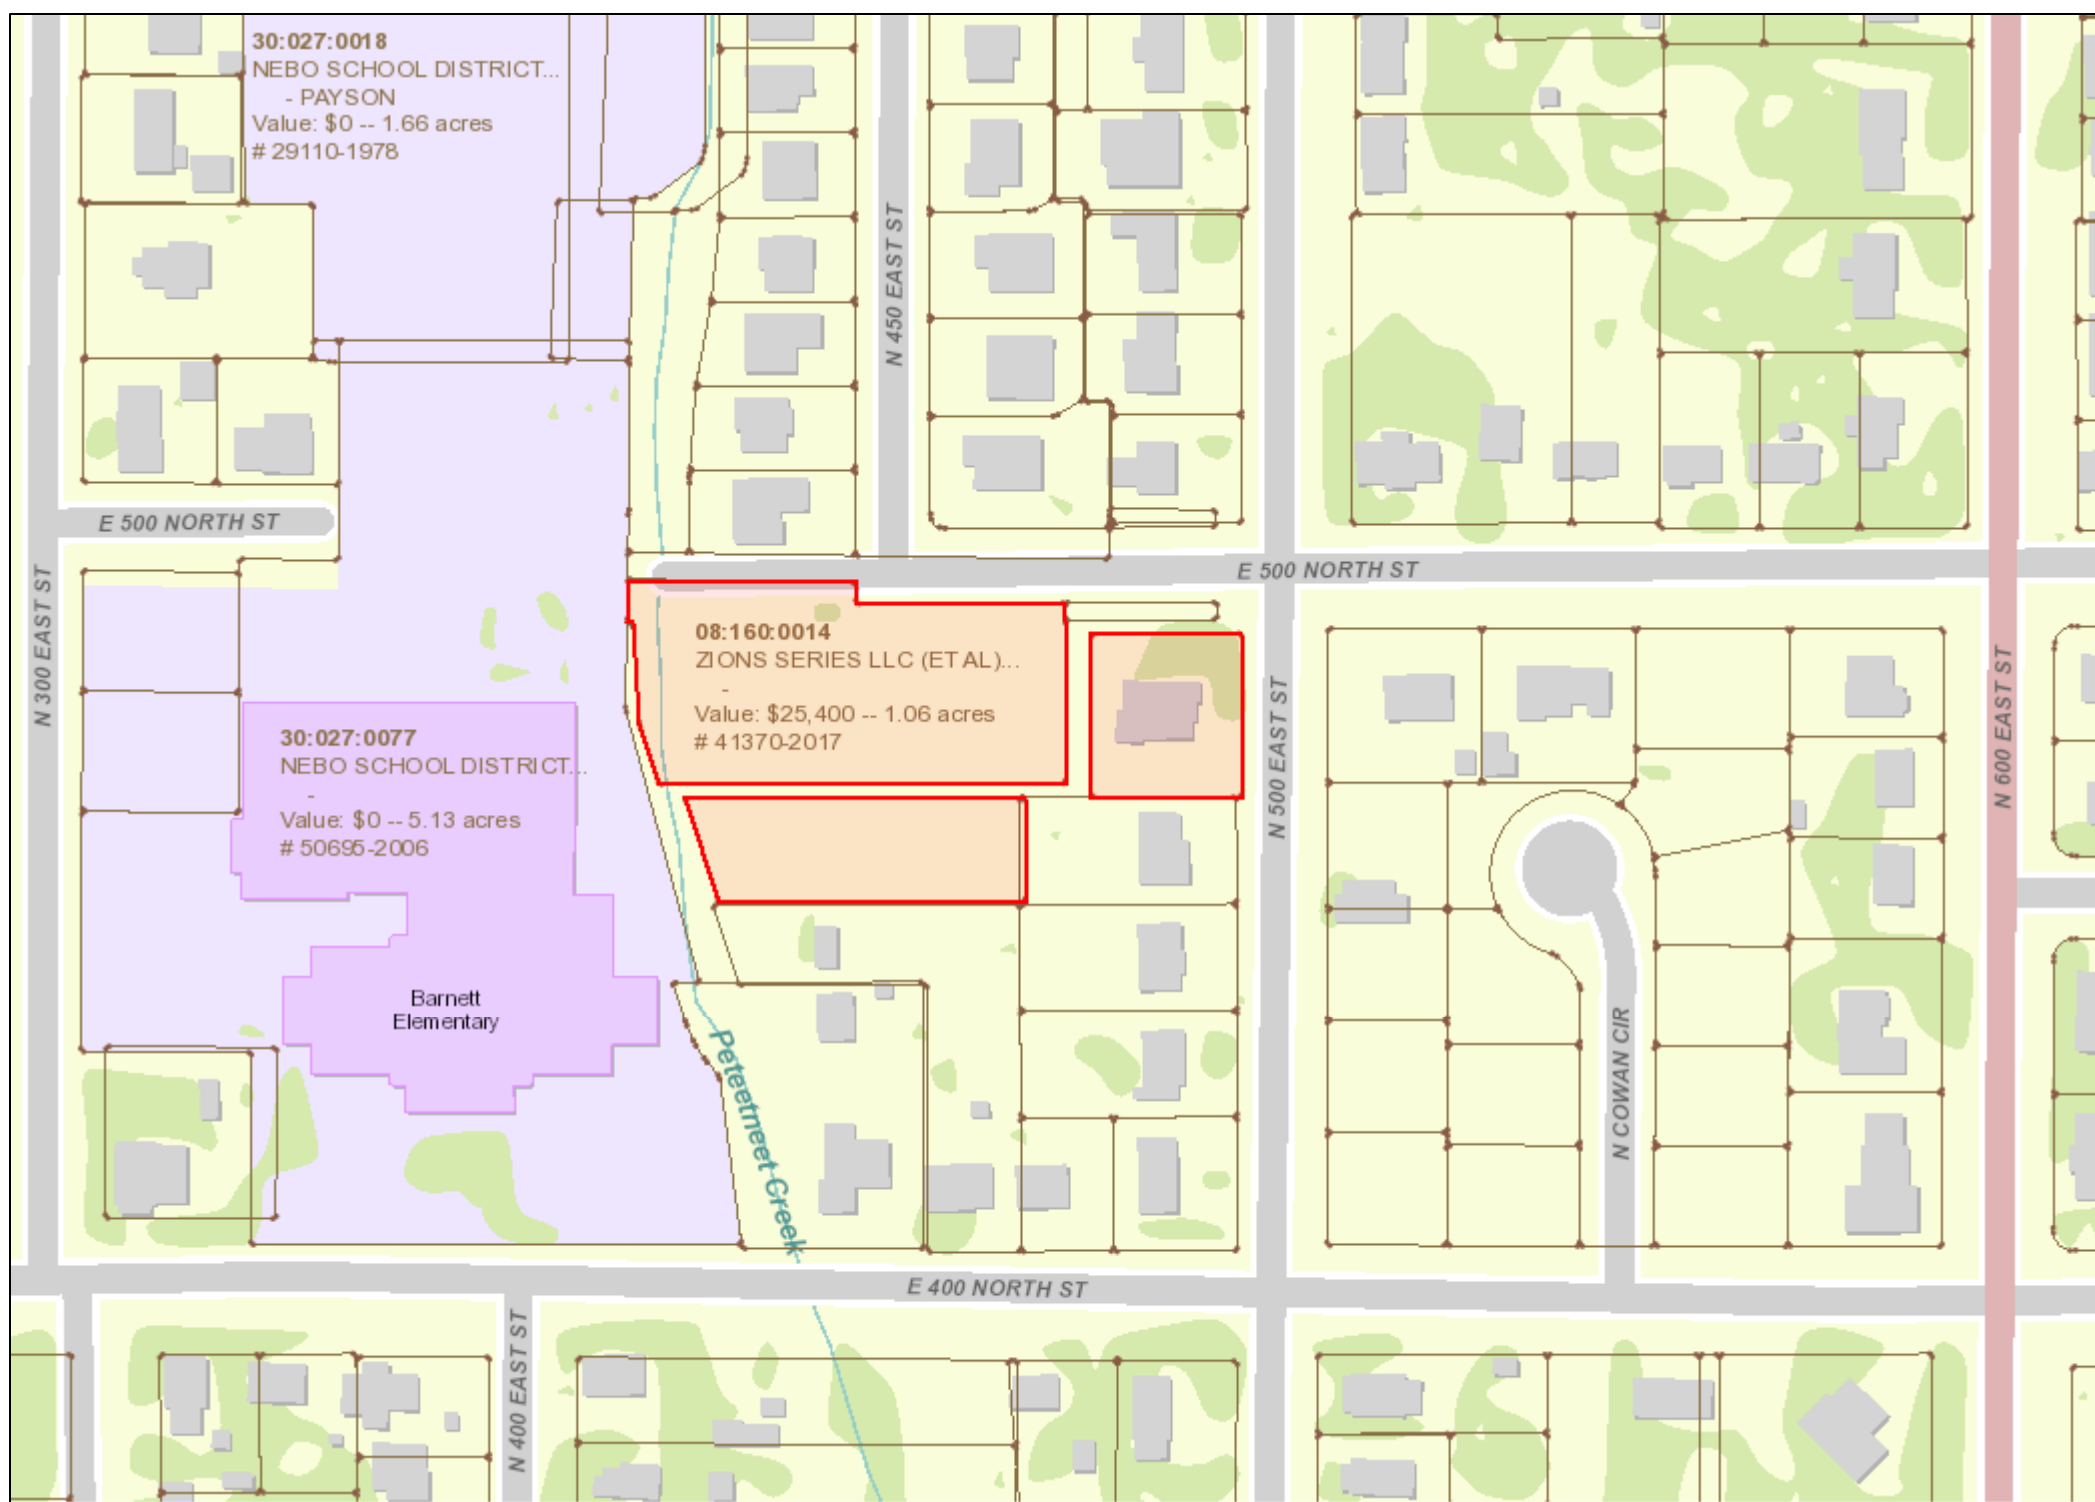 30:027:0018
NEBO SCHOOL DISTRICT...
- PAYSON
Value: $0 -- 1.66 acres
# 29110-1978
N 450 EAST ST
E 500 NORTH ST
E 500 NORTH ST
N 300 EAST ST
08:160:0014
ZIONS SERIES LLC (ET AL)...
-
Value: $25,400 -- 1.06 acres
# 41370-2017
N 500 EAST ST
N 600 EAST ST
30:027:0077
NEBO SCHOOL DISTRICT...
-
Value: $0 -- 5.13 acres
# 50695-2006
Barnett
Elementary
Peteetneet Creek
N COWAN CIR
E 400 NORTH ST
N 400 EAST ST